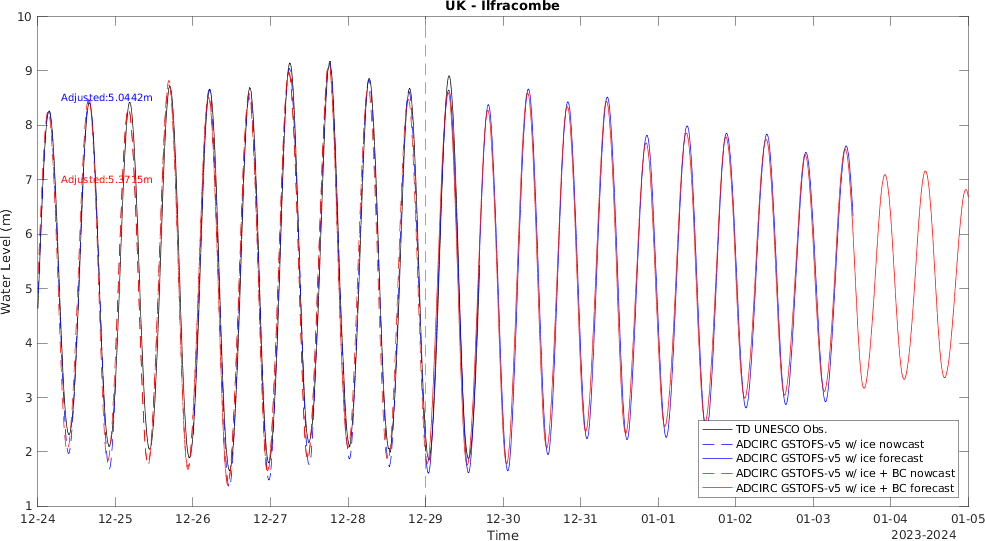 UK - Ilfracombe
Water Level (m)
10
9
8
7
6
5
4
3
2
1
Adjusted:5.0442m
Adjusted:5.3715m
TD UNESCO Obs.
ADCIRC GSTOFS-v5 w/ ice nowcast
ADCIRC GSTOFS-v5 w/ ice forecast
ADCIRC GSTOFS-v5 w/ ice + BC nowcast
ADCIRC GSTOFS-v5 w/ ice + BC forecast
12-24 12-25 12-26 12-27 12-28 12-29 12-30 12-31 01-01 01-02 01-03 01-04 01-05
Time
2023-2024